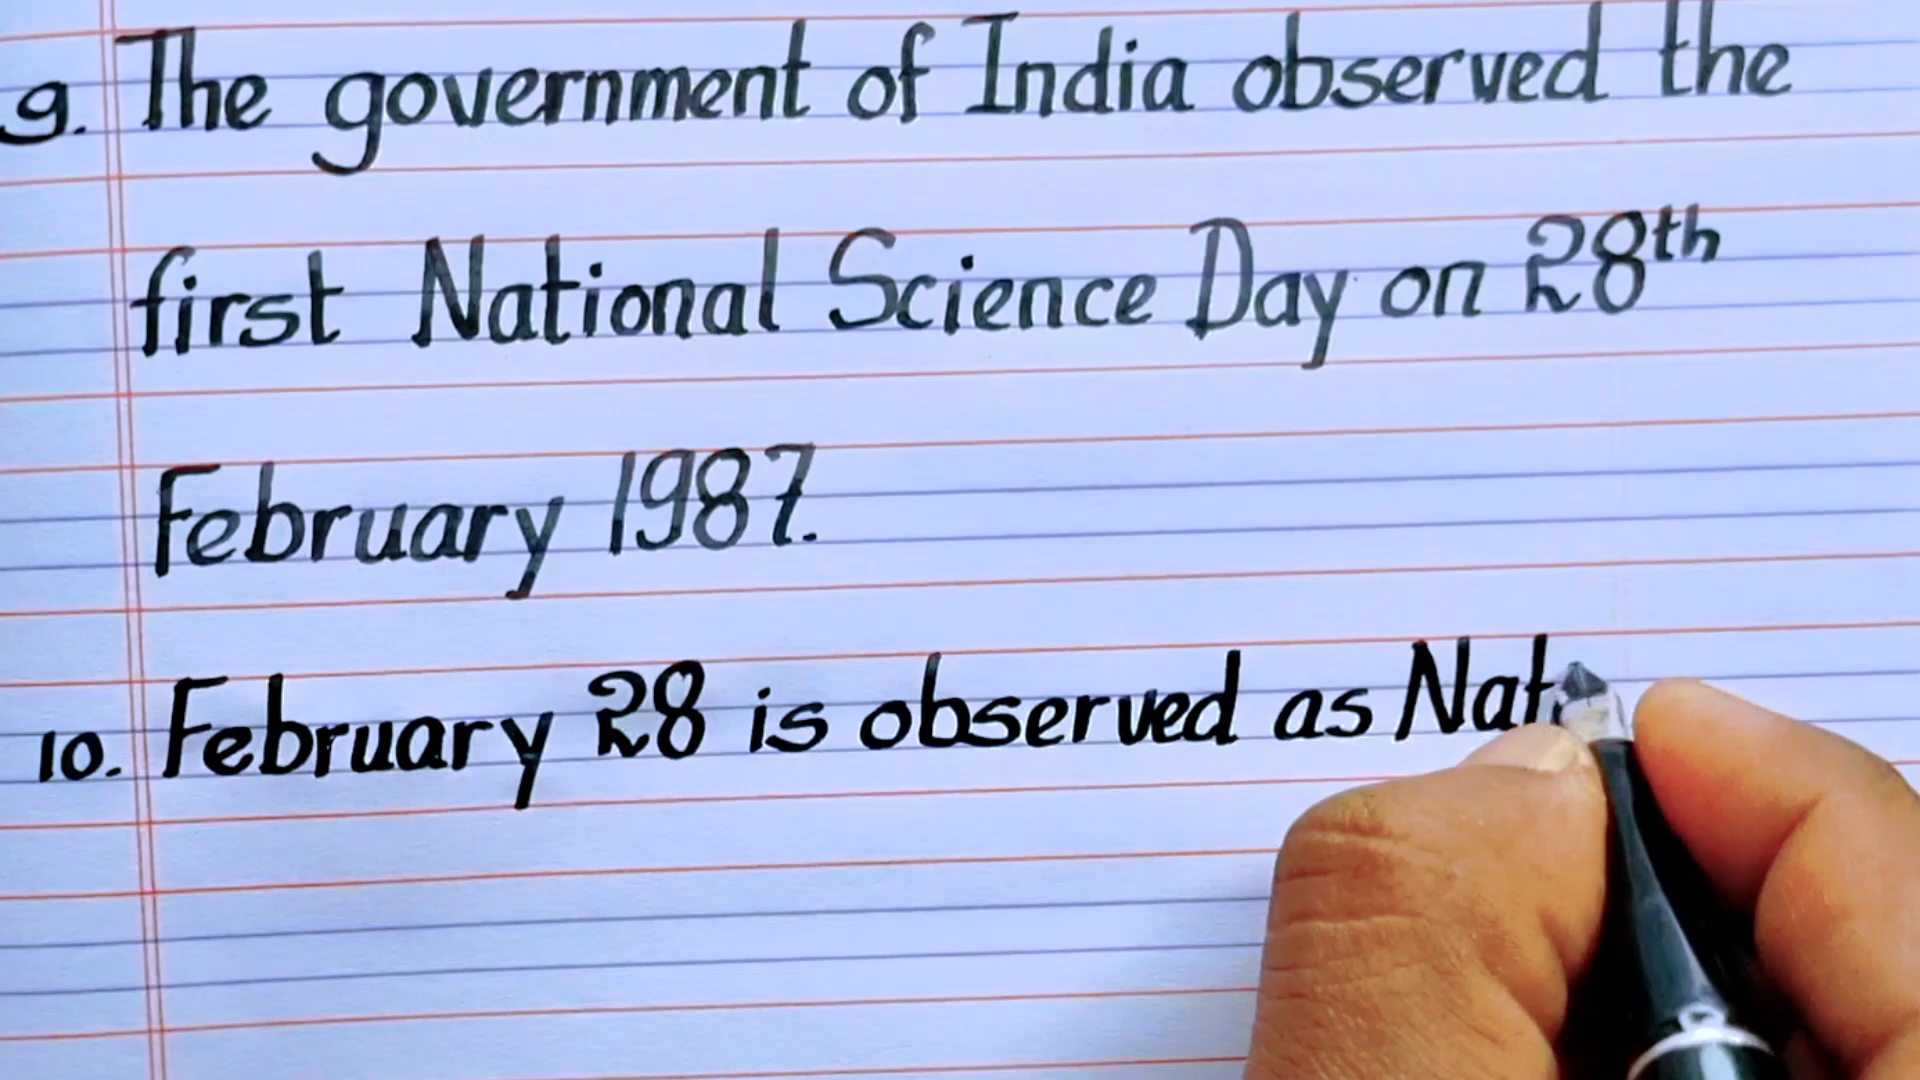 9. The government of India observed the
first National Science Day on 28th
February 1987.
10. February 28 is observed as Nat